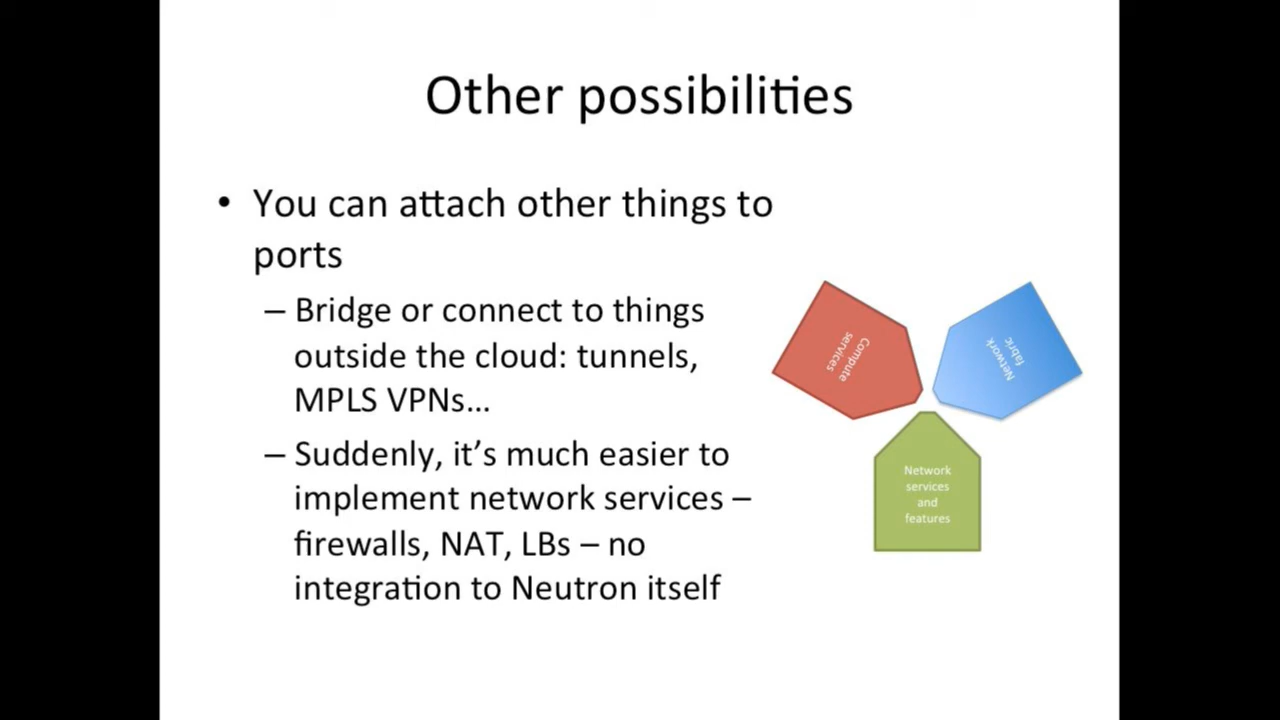 Other possibilities
• You can attach other things to
ports
– Bridge or connect to things
outside the cloud: tunnels,
MPLS VPNs…
– Suddenly, it’s much easier to
implement network services –
firewalls, NAT, LBs – no
integration to Neutron itself
Compute
services
Network
fabric
Network
services
and
features